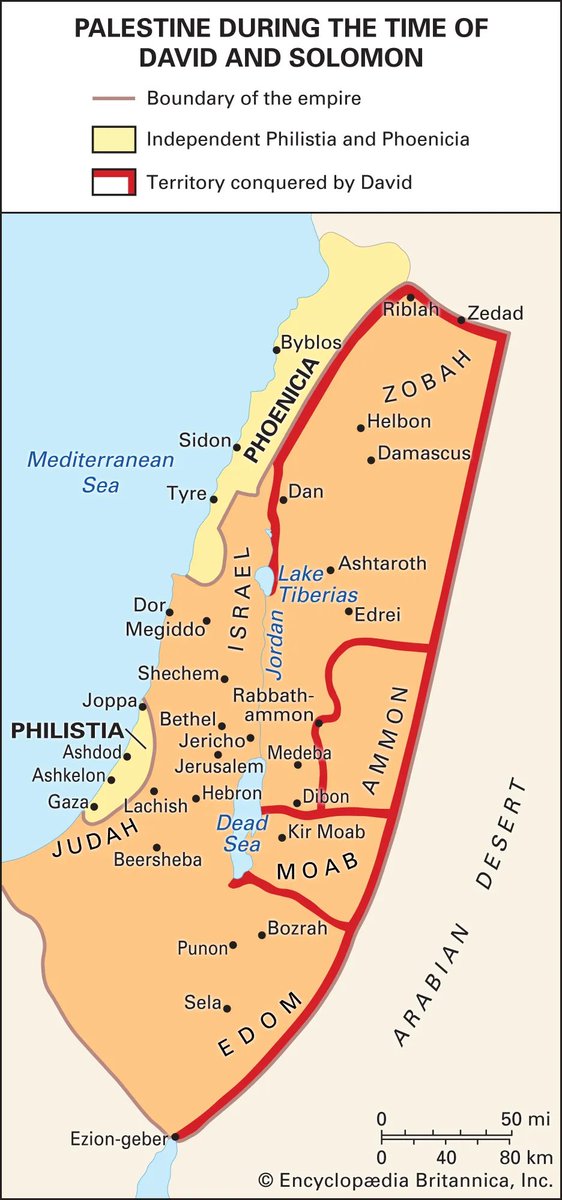 PALESTINE DURING THE TIME OF
DAVID AND SOLOMON
Boundary of the empire
Independent Philistia and Phoenicia
Territory conquered by David
Riblah
Zedad
Byblos
ZOBAH
PHOENICIA
Helbon
Sidon
Damascus
Mediterranean
Sea
Tyre
Dan
ISRAEL
Ashtaroth
Lake
Tiberias
Dor
Edrei
Megiddo
Jordan
Shechem
Rabbath-
ammon
Joppa
Bethel
AMMON
PHILISTIA
Jericho
Ashdod
Jerusalem
Medeba
Ashkelon
Hebron
Gaza
Lachish
Dibon
JUDAH
Dead
Sea
Kir Moab
Beersheba
MOAB
ARABIAN DESERT
Bozrah
Punon
Sela
EDOM
Ezion-geber
0 50 mi
0 40 80 km
© Encyclopædia Britannica, Inc.